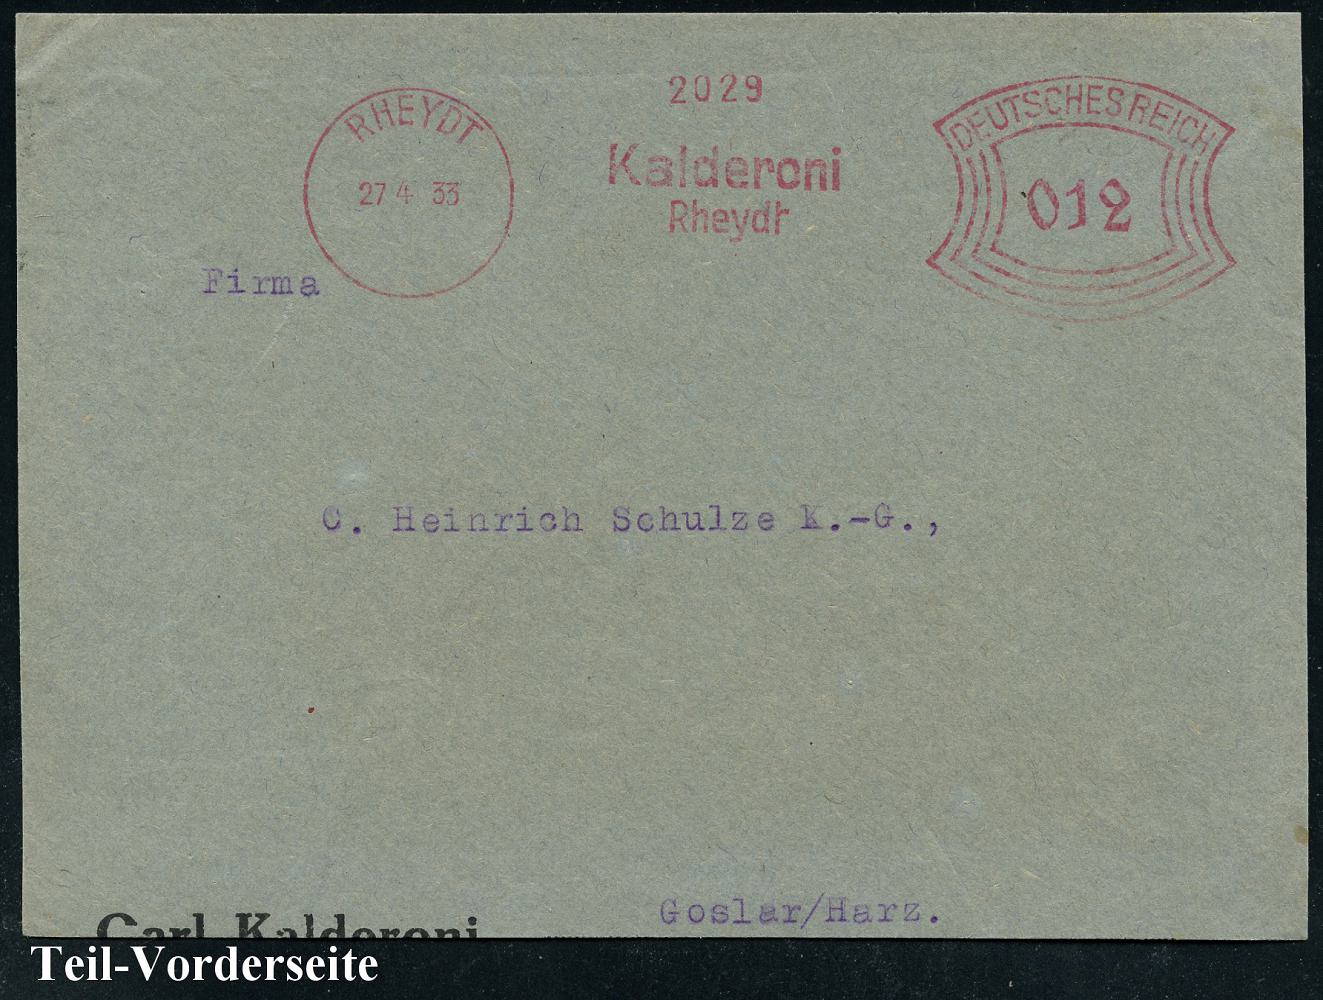 2029
RHEYDT
27 4 33
Kalderoni
Rheydt
DEUTSCHES REICH
012
Firma
C. Heinrich Schulze K.-G.,
Goslar/Harz.
Carl Kalderoni
Teil-Vorderseite